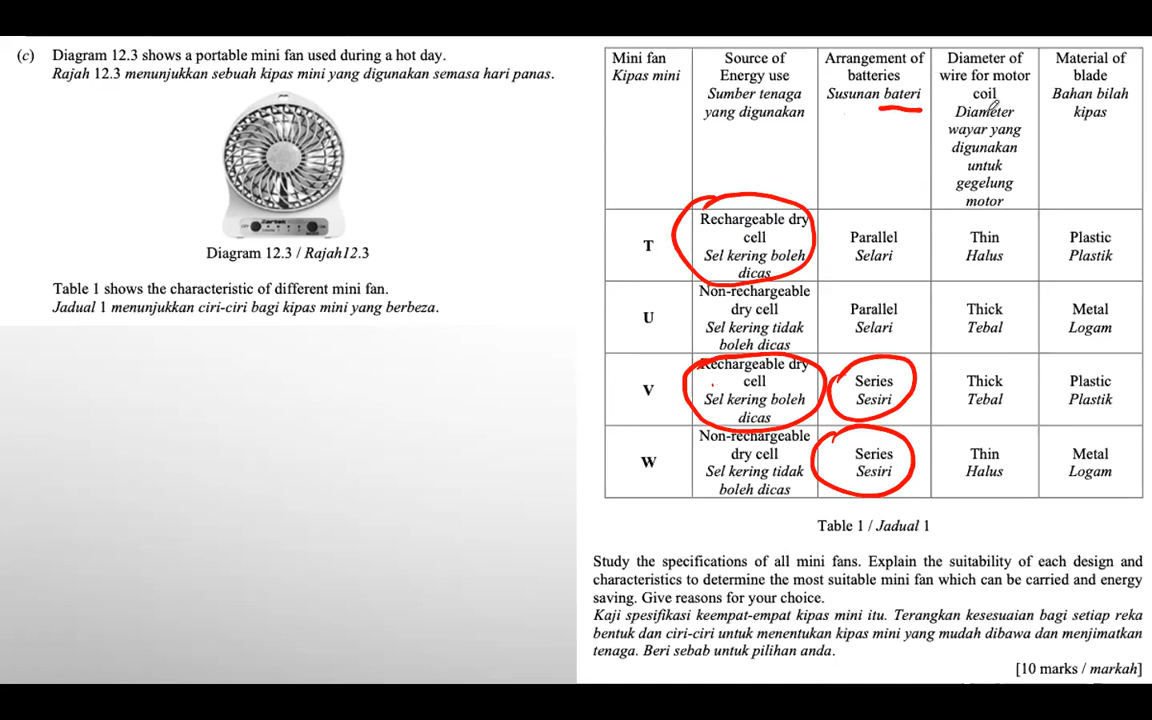 (c) Diagram 12.3 shows a portable mini fan used during a hot day.
Rajah 12.3 menunjukkan sebuah kipas mini yang digunakan semasa hari panas.
Diagram 12.3 / Rajah12.3
Table 1 shows the characteristic of different mini fan.
Jadual 1 menunjukkan ciri-ciri bagi kipas mini yang berbeza.
Mini fan
Kipas mini
Source of
Energy use
Sumber tenaga
yang digunakan
Arrangement of
batteries
Susunan bateri
Diameter of
wire for motor
coil
Diameter
wayar yang
digunakan
untuk
gegelung
motor
Material of
blade
Bahan bilah
kipas
T
Rechargeable dry
cell
Sel kering boleh
dicas
Parallel
Selari
Thin
Halus
Plastic
Plastik
U
Non-rechargeable
dry cell
Sel kering tidak
boleh dicas
Parallel
Selari
Thick
Tebal
Metal
Logam
V
Rechargeable dry
cell
Sel kering boleh
dicas
Series
Sesiri
Thick
Tebal
Plastic
Plastik
W
Non-rechargeable
dry cell
Sel kering tidak
boleh dicas
Series
Sesiri
Thin
Halus
Metal
Logam
Table 1 / Jadual 1
Study the specifications of all mini fans. Explain the suitability of each design and
characteristics to determine the most suitable mini fan which can be carried and energy
saving. Give reasons for your choice.
Kaji spesifikasi keempat-empat kipas mini itu. Terangkan kesesuaian bagi setiap reka
bentuk dan ciri-ciri untuk menentukan kipas mini yang mudah dibawa dan menjimatkan
tenaga. Beri sebab untuk pilihan anda.
[10 marks / markah]